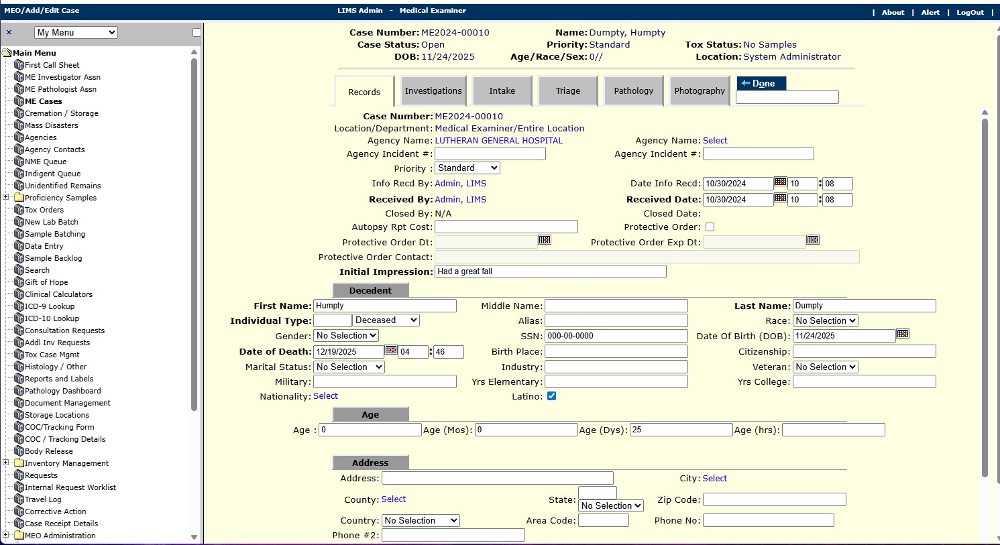 MEO/Add/Edit Case LIMS Admin - Medical Examiner | About | Alert | LogOut |
× My Menu
Main Menu
First Call Sheet
ME Investigator Assn
ME Pathologist Assn
ME Cases
Cremation / Storage
Mass Disasters
Agencies
Agency Contacts
NME Queue
Indigent Queue
Unidentified Remains
Proficiency Samples
Tox Orders
New Lab Batch
Sample Batching
Data Entry
Sample Backlog
Search
Gift of Hope
Clinical Calculators
ICD-9 Lookup
ICD-10 Lookup
Consultation Requests
Addl Inv Requests
Tox Case Mgmt
Histology / Other
Reports and Labels
Pathology Dashboard
Document Management
Storage Locations
COC/Tracking Form
COC / Tracking Details
Body Release
Inventory Management
Requests
Internal Request Worklist
Travel Log
Corrective Action
Case Receipt Details
MEO Administration
Case Number: ME2024-00010 Name: Dumpty, Humpty
Case Status: Open Priority: Standard Tox Status: No Samples
DOB: 11/24/2025 Age/Race/Sex: 0// Location: System Administrator
Records Investigations Intake Triage Pathology Photography Done
Case Number: ME2024-00010
Location/Department: Medical Examiner/Entire Location
Agency Name: LUTHERAN GENERAL HOSPITAL Agency Name: Select
Agency Incident #: Agency Incident #:
Priority : Standard
Info Recd By: Admin, LIMS Date Info Recd: 10/30/2024 10 : 08
Received By: Admin, LIMS Received Date: 10/30/2024 10 : 08
Closed By: N/A Closed Date:
Autopsy Rpt Cost: Protective Order:
Protective Order Dt: Protective Order Exp Dt:
Protective Order Contact:
Initial Impression: Had a great fall
Decedent
First Name: Humpty Middle Name: Last Name: Dumpty
Individual Type: Deceased Alias: Race: No Selection
Gender: No Selection SSN: 000-00-0000 Date Of Birth (DOB): 11/24/2025
Date of Death: 12/19/2025 04 : 46 Birth Place: Citizenship:
Marital Status: No Selection Industry: Veteran: No Selection
Military: Yrs Elementary: Yrs College:
Nationality: Select Latino:
Age
Age : 0 Age (Mos): 0 Age (Dys): 25 Age (hrs):
Address
Address: City: Select
County: Select State: No Selection Zip Code:
Country: No Selection Area Code: Phone No:
Phone #2: